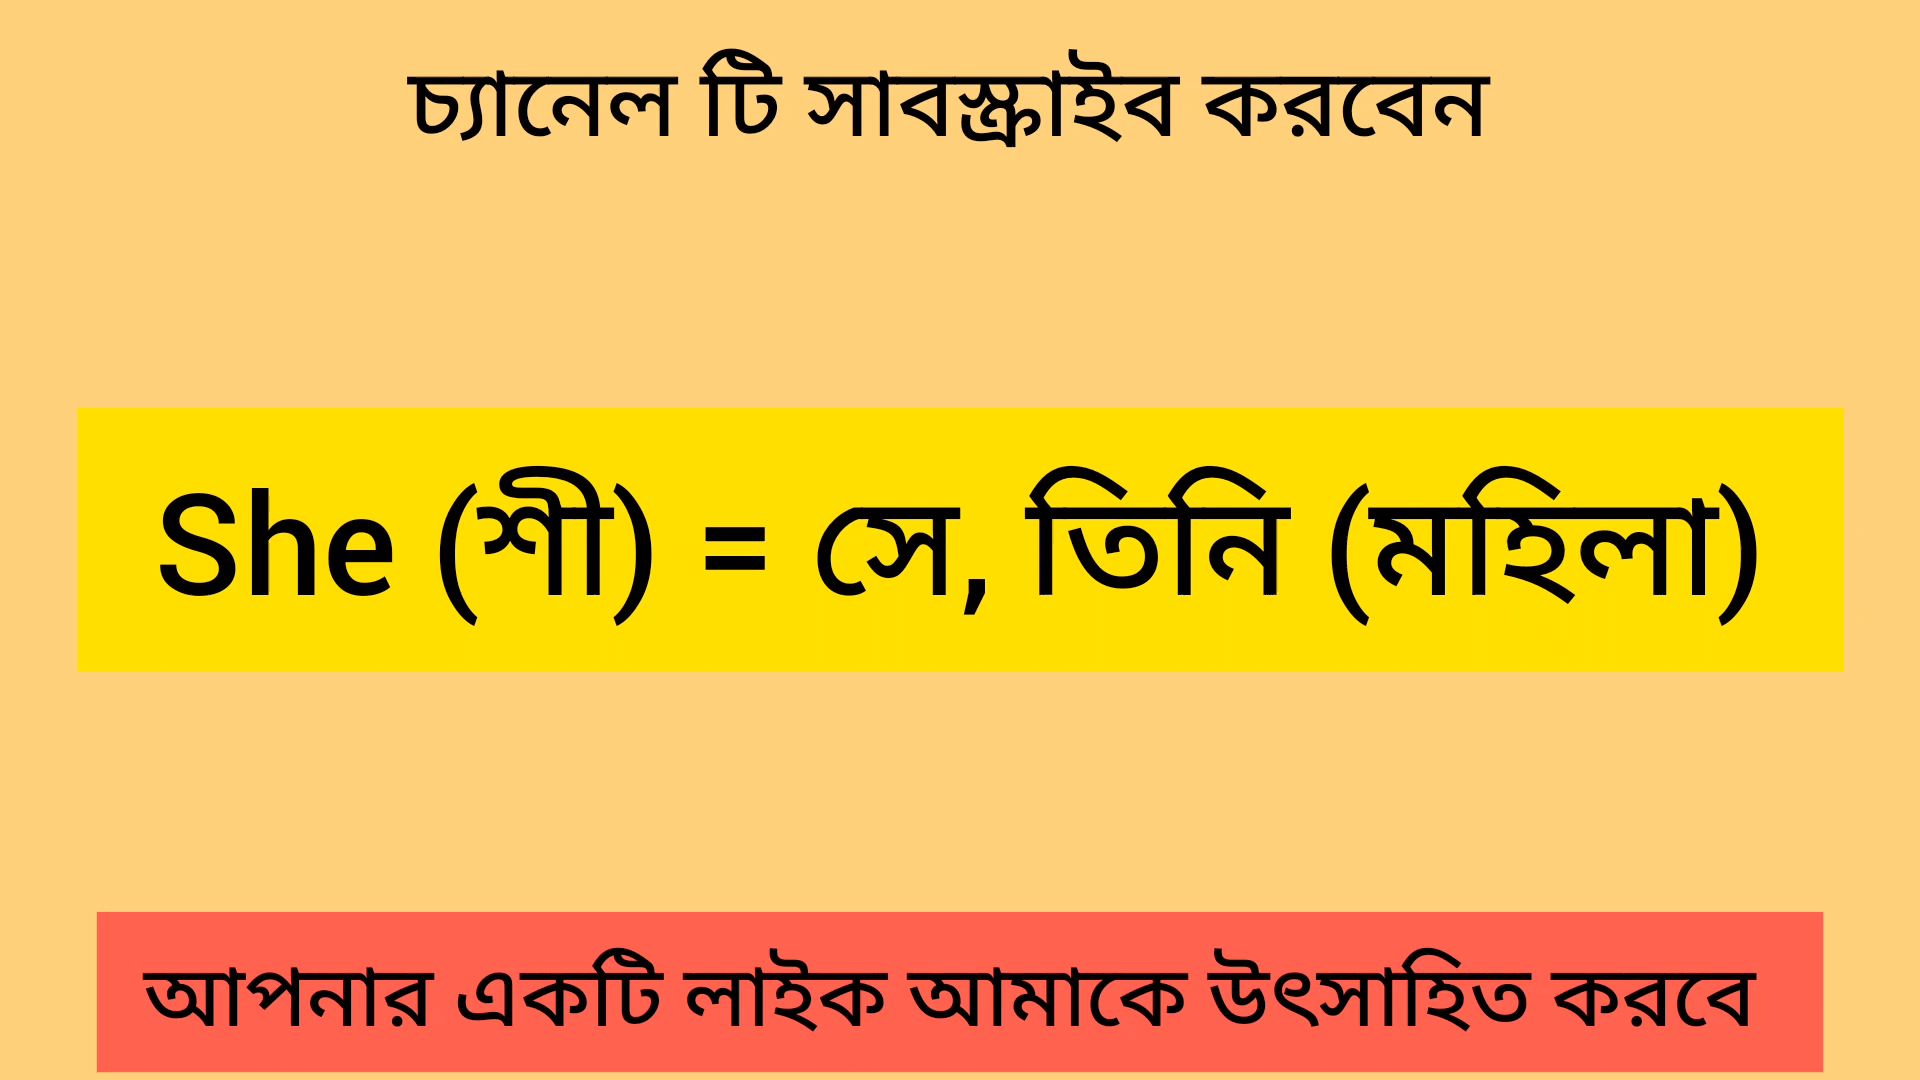 চ্যানেল টি সাবস্ক্রাইব করবেন
She (শী) = সে, তিনি (মহিলা)
আপনার একটি লাইক আমাকে উৎসাহিত করবে